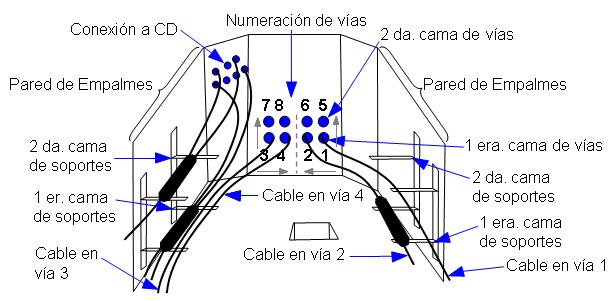 Numeración de
vías
Conexión a CD
2 da. cama de vías
Pared de Empalmes
Pared de Empalmes
7 8 6 5
3 4 2 1
2 da. cama
de soportes
1 era. cama de vías
2 da. cama
de soportes
1 er. cama
de soportes
Cable en vía 4
1 era. cama
de soportes
Cable en
vía 3
Cable en vía 2
Cable en vía 1